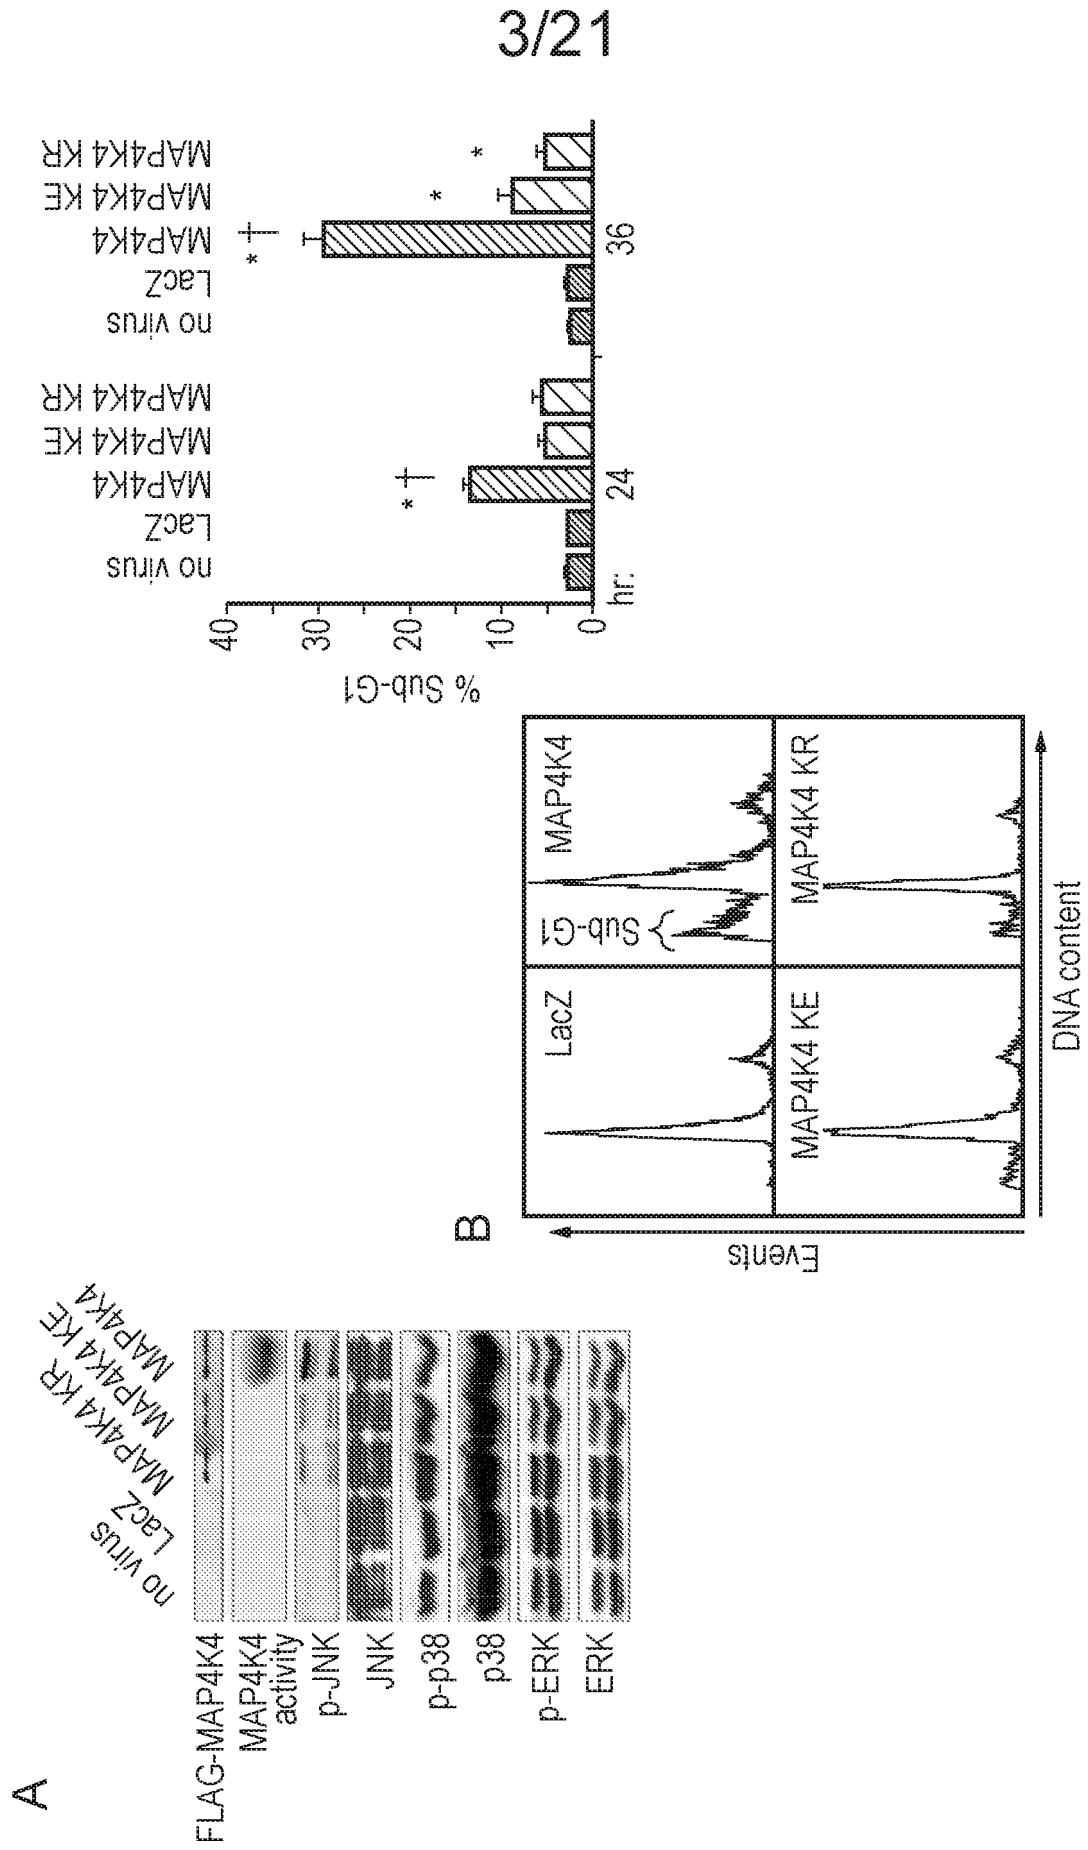 3/21
A
no virus
LacZ
MAP4K4 KR
MAP4K4 KE
MAP4K4
FLAG-MAP4K4
MAP4K4
activity
p-JNK
JNK
p-p38
p38
p-ERK
ERK
B
Events
LacZ
MAP4K4
Sub-G1
MAP4K4 KE
MAP4K4 KR
DNA content
% Sub-G1
40
30
20
10
0
no virus
LacZ
MAP4K4
MAP4K4 KE
MAP4K4 KR
no virus
LacZ
MAP4K4
MAP4K4 KE
MAP4K4 KR
*†
*†
*
*
hr:
24
36